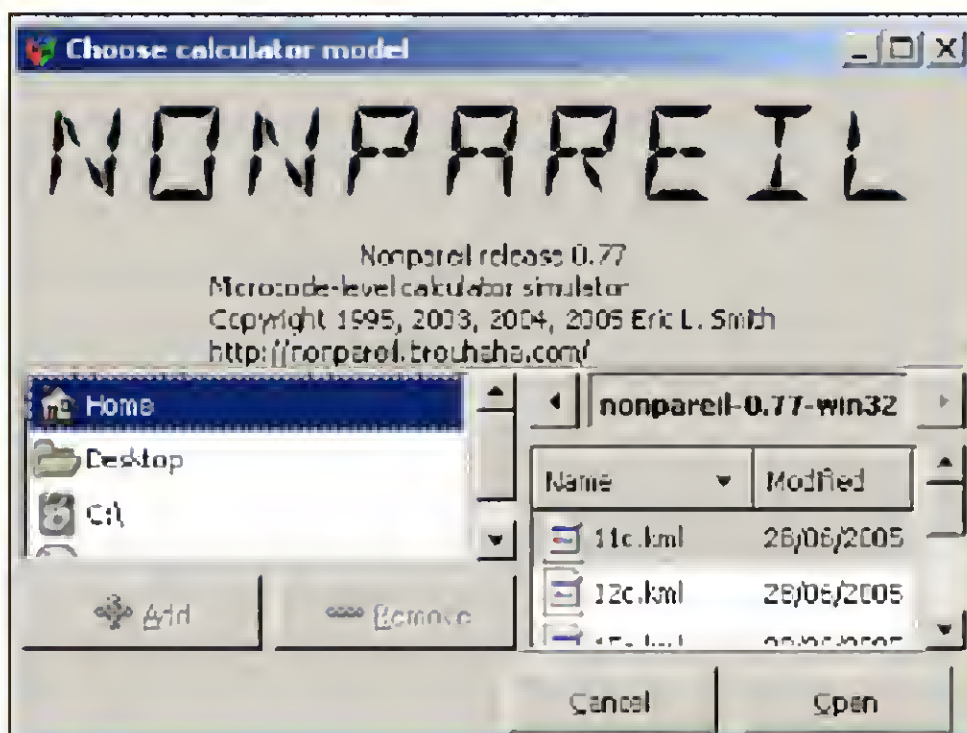 Choose calculator model
NONPAREIL
Nonpareil release 0.77
Microcode-level calculator simulator
Copyright 1995, 2003, 2004, 2005 Eric L. Smith
http://nonpareil.brouhaha.com/
Home
nonpareil-0.77-win32
Desktop
Name Modified
C:\
11c.kml 26/06/2005
12c.kml 26/06/2005
Add Remove
Cancel Open